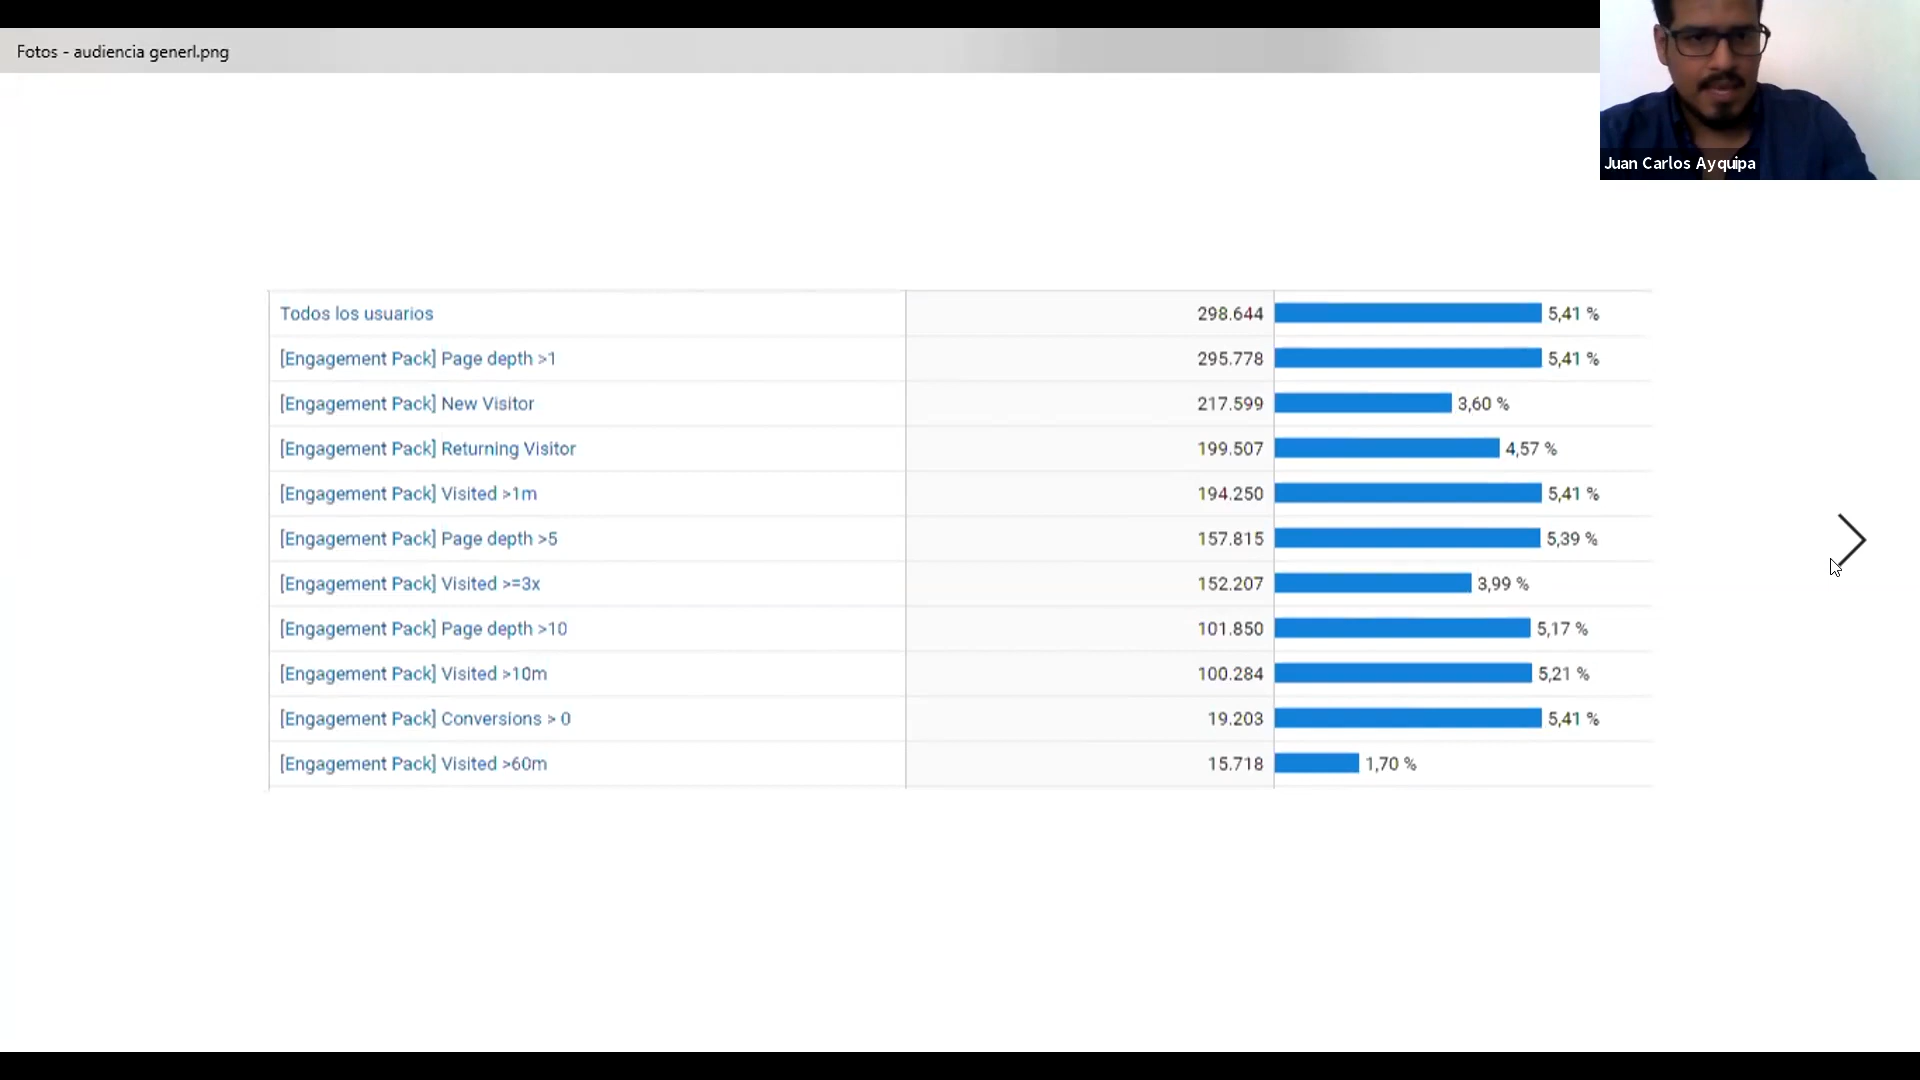 Fotos - audiencia generl.png
Juan Carlos Ayquipa
Todos los usuarios 298.644 5,41 %
[Engagement Pack] Page depth >1 295.778 5,41 %
[Engagement Pack] New Visitor 217.599 3,60 %
[Engagement Pack] Returning Visitor 199.507 4,57 %
[Engagement Pack] Visited >1m 194.250 5,41 %
[Engagement Pack] Page depth >5 157.815 5,39 %
[Engagement Pack] Visited >=3x 152.207 3,99 %
[Engagement Pack] Page depth >10 101.850 5,17 %
[Engagement Pack] Visited >10m 100.284 5,21 %
[Engagement Pack] Conversions > 0 19.203 5,41 %
[Engagement Pack] Visited >60m 15.718 1,70 %